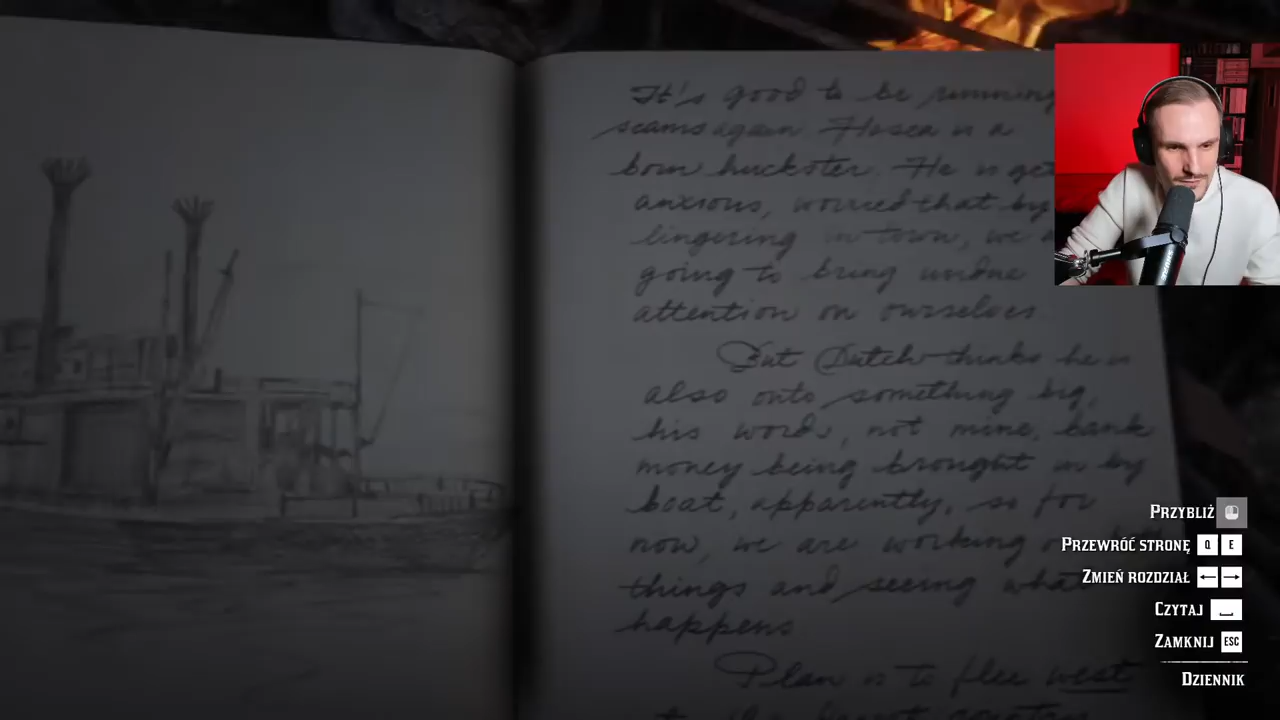 It's good to be running
scams again. Hosea is a
born huckster. He is
anxious, worried that by
lingering in town, we
going to bring undue
attention on ourselves.
But Dutch thinks he is
also onto something big,
his words, not mine, bank
money being brought in by
boat, apparently, so for
now, we are working
things and seeing what
happens
Plan is to flee west
PRZYBLIŻ
PRZEWRÓĆ STRONĘ Q E
ZMIEŃ ROZDZIAŁ ← →
CZYTAJ
ZAMKNIJ ESC
DZIENNIK